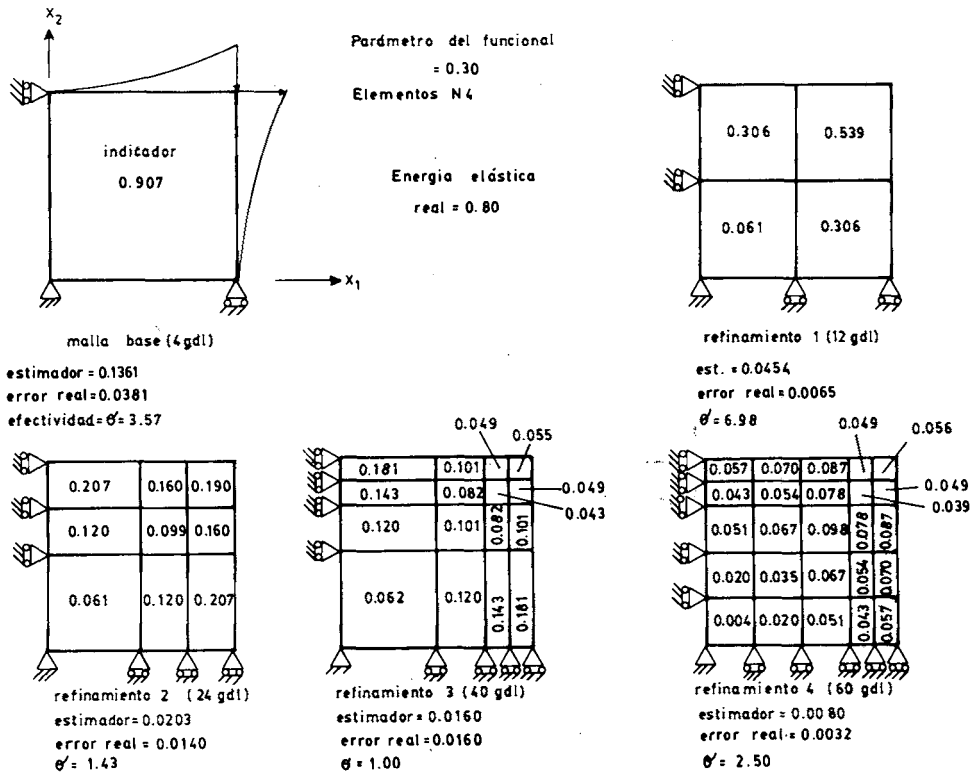 x₂
Parámetro del funcional
= 0.30
Elementos N4
indicador
0.907
Energia elástica
real = 0.80
x₁
malla base (4 gdl)
estimador = 0.1361
error real = 0.0381
efectividad = θ = 3.57
0.306 0.539
0.061 0.306
refinamiento 1 (12 gdl)
est. = 0.0454
error real = 0.0065
θ = 6.98
0.207 0.160 0.190
0.120 0.099 0.160
0.061 0.120 0.207
refinamiento 2 (24 gdl)
estimador = 0.0203
error real = 0.0140
θ = 1.43
0.049
0.055
0.181 0.101
0.143 0.082 0.049
0.043
0.120 0.101 0.082 0.101
0.062 0.120 0.143 0.181
refinamiento 3 (40 gdl)
estimador = 0.0160
error real = 0.0160
θ = 1.00
0.049
0.056
0.057 0.070 0.087
0.049
0.043 0.054 0.078
0.039
0.051 0.067 0.098 0.078 0.087
0.020 0.035 0.067 0.054 0.070
0.004 0.020 0.051 0.043 0.057
refinamiento 4 (60 gdl)
estimador = 0.0080
error real = 0.0032
θ = 2.50